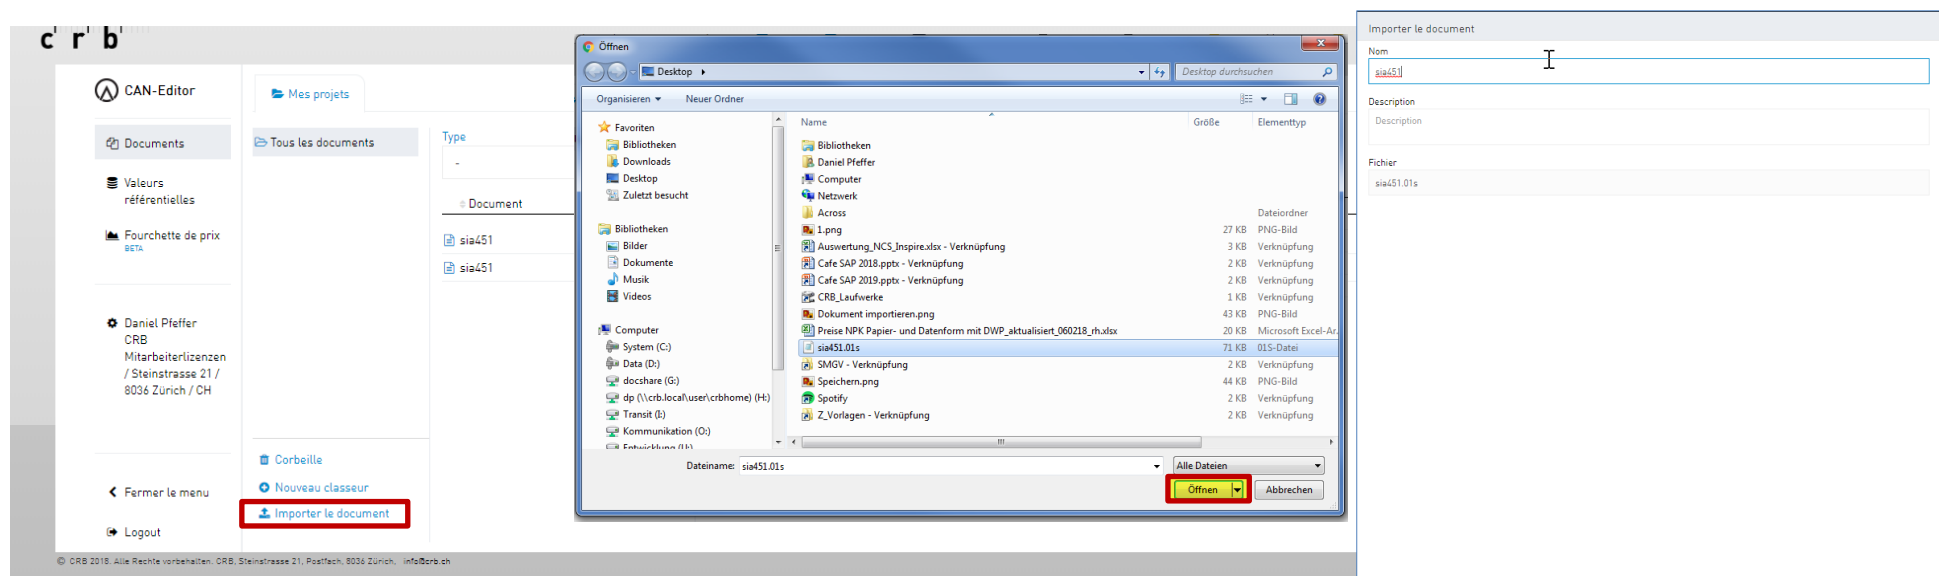 c' r' b'
CAN-Editor
Mes projets
Documents
Valeurs
référentielles
Fourchette de prix
BETA
Daniel Pfeffer
CRB
Mitarbeiterlizenzen
/ Steinstrasse 21 /
8036 Zürich / CH
Fermer le menu
Logout
Tous les documents
Corbeille
Nouveau classeur
Importer le document
Type
-
Document
sia451
sia451
© CRB 2018. Alle Rechte vorbehalten. CRB, Steinstrasse 21, Postfach, 8036 Zürich, info@crb.ch
Öffnen
Desktop
Desktop durchsuchen
Organisieren
Neuer Ordner
Favoriten
Bibliotheken
Downloads
Desktop
Zuletzt besucht
Bibliotheken
Bilder
Dokumente
Musik
Videos
Computer
System (C:)
Data (D:)
docshare (G:)
dp (\\crb.local\user\crbhome) (H:)
Transit (I:)
Kommunikation (O:)
Entwicklung (U:)
Name Größe Elementtyp
Bibliotheken
Daniel Pfeffer
Computer
Netzwerk
Across Dateiordner
1.png 27 KB PNG-Bild
Auswertung_NCS_Inspire.xlsx - Verknüpfung 3 KB Verknüpfung
Cafe SAP 2018.pptx - Verknüpfung 2 KB Verknüpfung
Cafe SAP 2019.pptx - Verknüpfung 2 KB Verknüpfung
CRB_Laufwerke 1 KB Verknüpfung
Dokument importieren.png 43 KB PNG-Bild
Preise NPK Papier- und Datenform mit DWP_aktualisiert_060218_rh.xlsx 20 KB Microsoft Excel-Ar
sia451.01s 71 KB 01S-Datei
SMGV - Verknüpfung 2 KB Verknüpfung
Speichern.png 44 KB PNG-Bild
Spotify 2 KB Verknüpfung
Z_Vorlagen - Verknüpfung 2 KB Verknüpfung
Dateiname: sia451.01s
Alle Dateien
Öffnen
Abbrechen
Importer le document
Nom
sia451
Description
Description
Fichier
sia451.01s